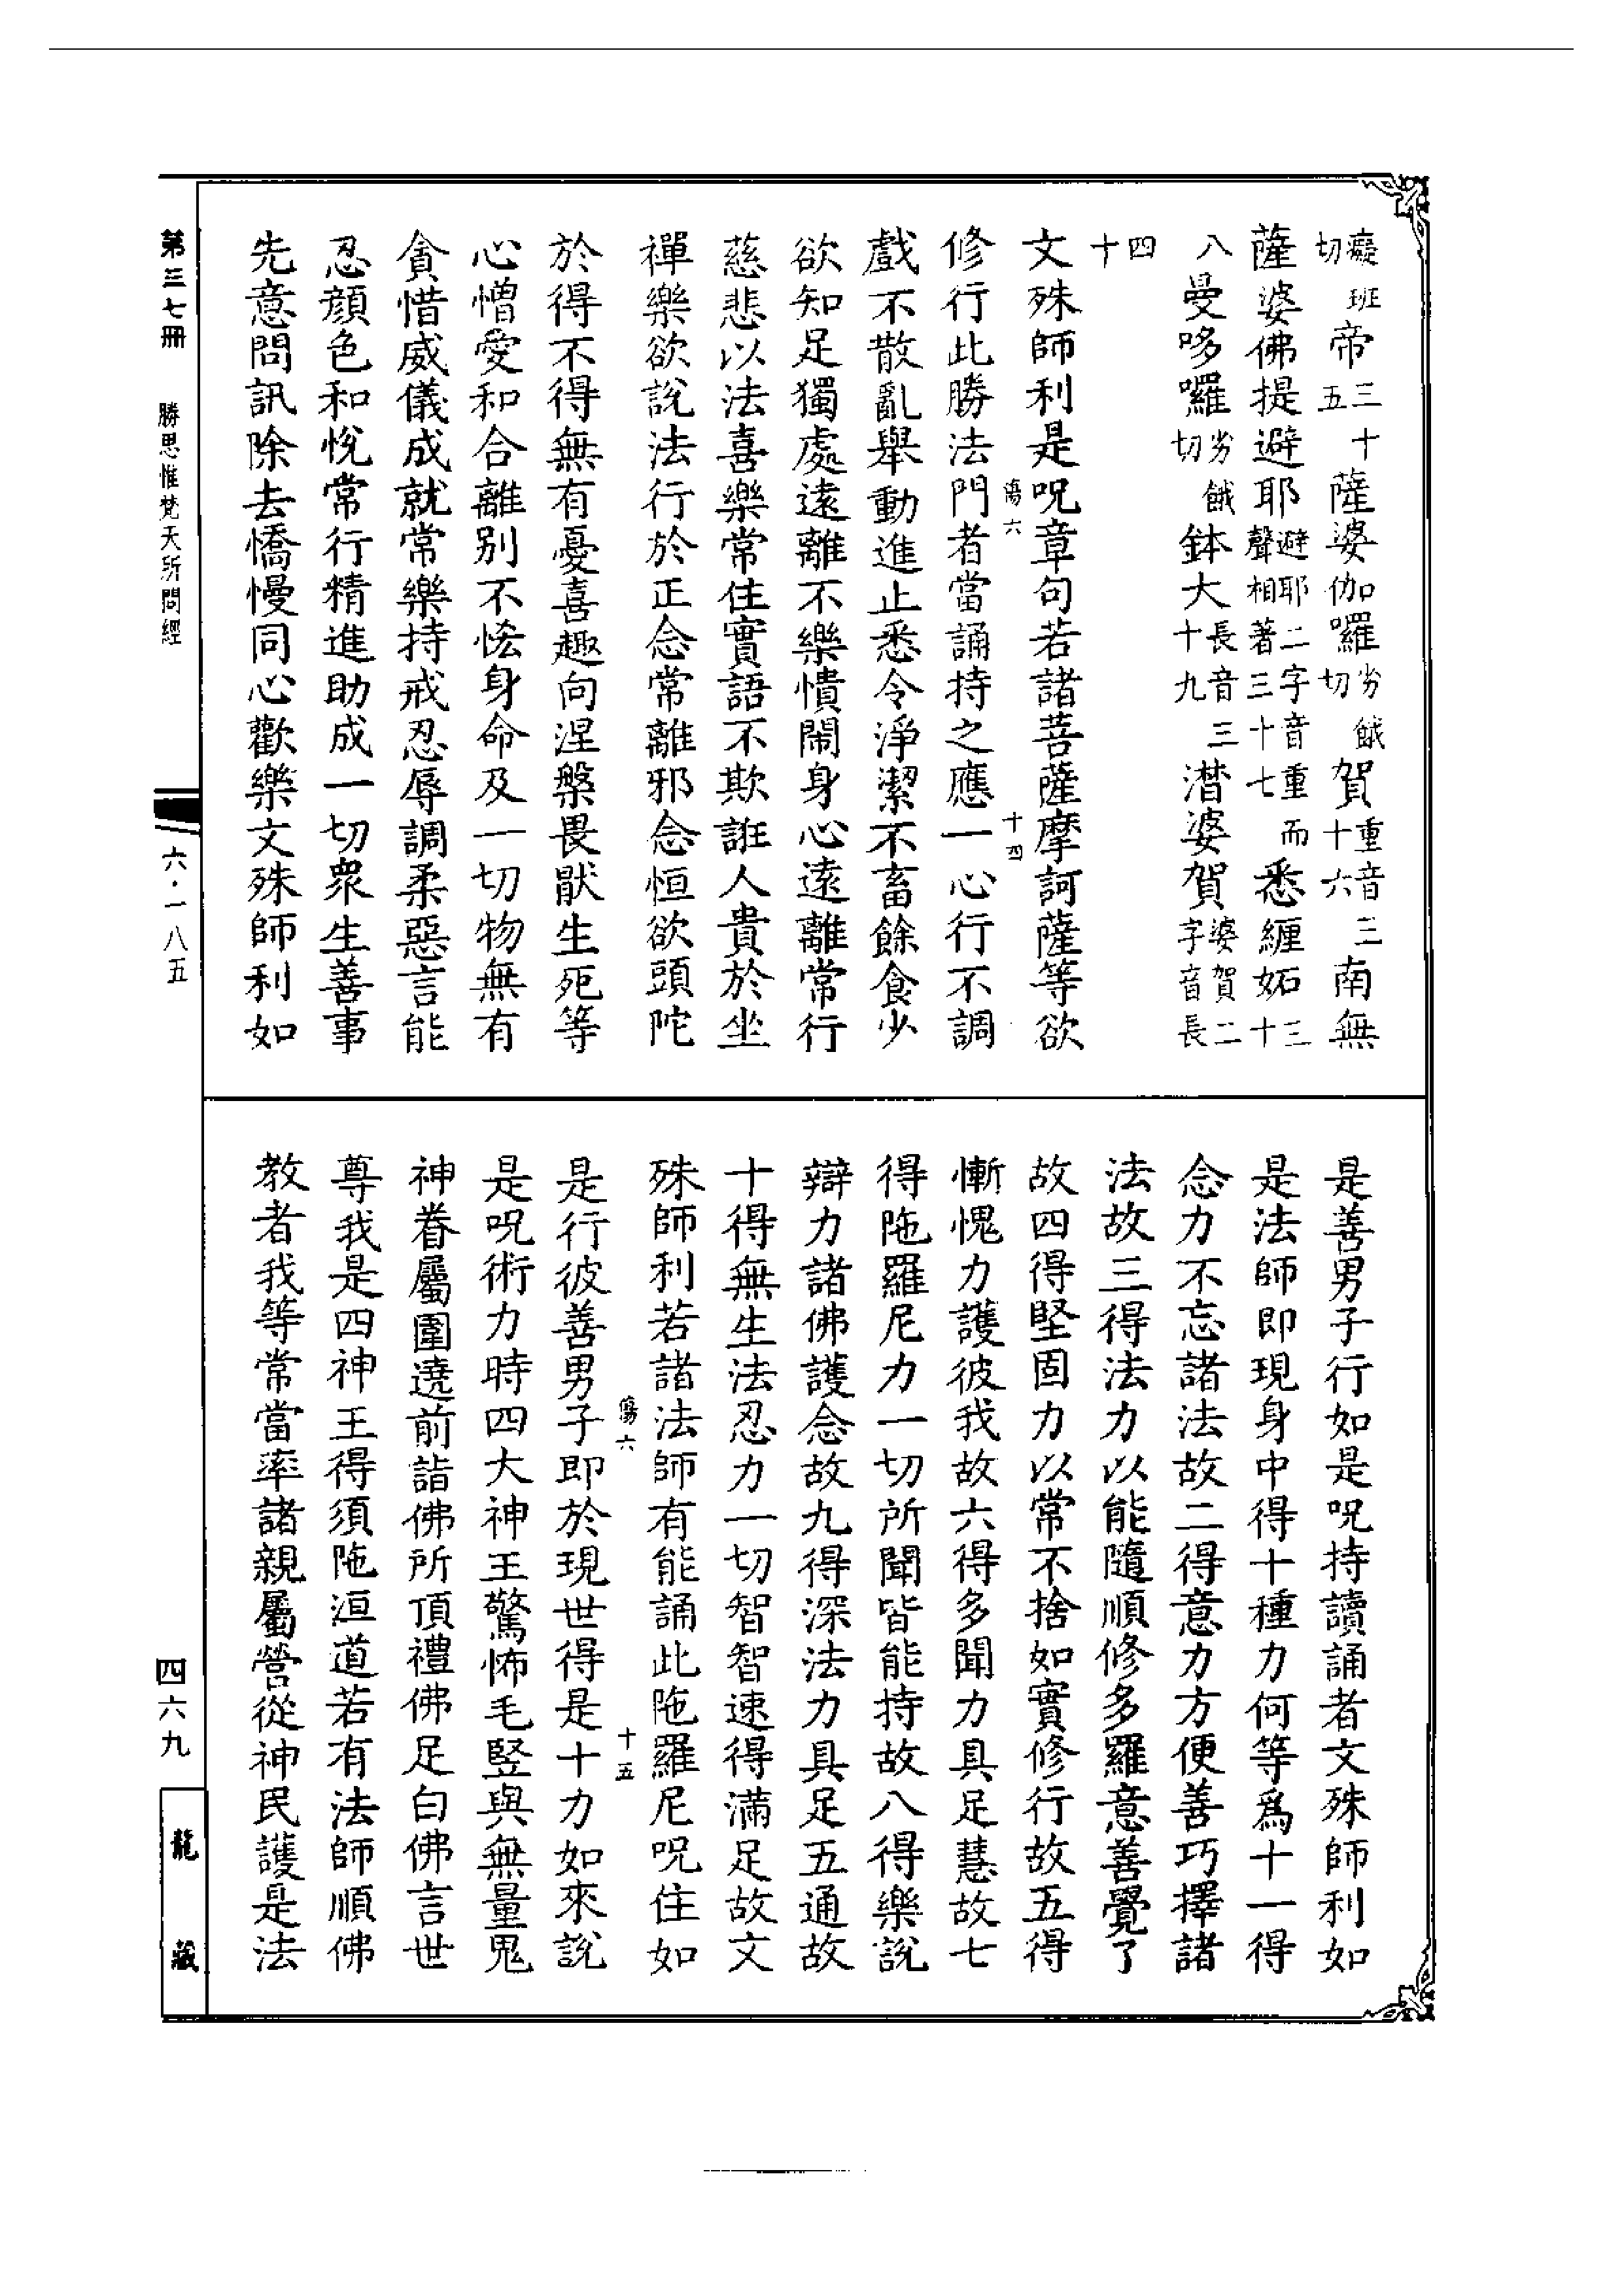 癡班切帝三十五薩婆伽囉劣餓切賀重音三十六南無
薩婆佛提避耶避耶二字音重而聲相著三十七悉纏妬三十
八曼哆囉劣餓切鉢大長音三十九濳婆賀婆賀二字音長
四十
文殊師利是呪章句若諸菩薩摩訶薩等欲
傷六 十四
修行此勝法門者當誦持之應一心行不調
戲不散亂舉動進止悉令淨潔不畜餘食少
欲知足獨處遠離不樂憒閙身心遠離常行
慈悲以法喜樂常住實語不欺誑人貴於坐
禪樂欲說法行於正念常離邪念恒欲頭陀
於得不得無有憂喜趣向涅槃畏猒生死等
心憎愛和合離別不悋身命及一切物無有
貪惜威儀成就常樂持戒忍辱調柔惡言能
忍顏色和悅常行精進助成一切眾生善事
先意問訊除去憍慢同心歡樂文殊師利如
是善男子行如是呪持讀誦者文殊師利如
是法師即現身中得十種力何等爲十一得
念力不忘諸法故二得意力方便善巧擇諸
法故三得法力以能隨順修多羅意善覺了
故四得堅固力以常不捨如實修行故五得
慚愧力護彼我故六得多聞力具足慧故七
得陁羅尼力一切所聞皆能持故八得樂說
辯力諸佛護念故九得深法力具足五通故
十得無生法忍力一切智智速得滿足故文
殊師利若諸法師有能誦此陁羅尼呪住如
傷六 十五
是行彼善男子即於現世得是十力如來說
是呪術力時四大神王驚怖毛竪與無量鬼
神眷屬圍遶前詣佛所頂禮佛足白佛言世
尊我是四神王得須陁洹道若有法師順佛
教者我等常當率諸親屬營從神民護是法
第三七冊 勝思惟梵天所問經 六·一八五 四六九
龍藏